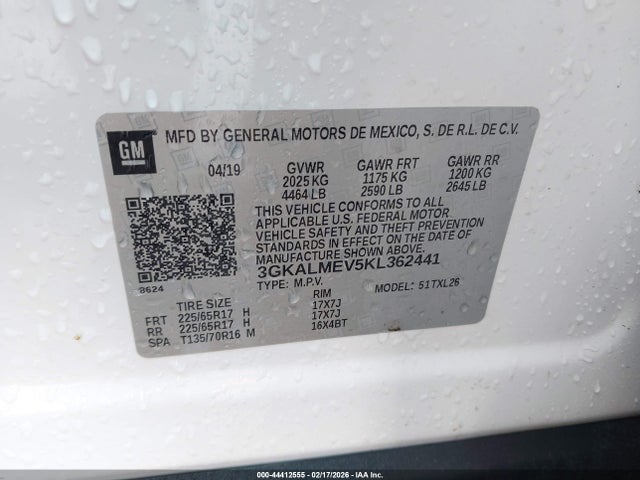 GM MFD BY GENERAL MOTORS DE MEXICO, S. DE R.L. DE C.V.
04/19 GVWR GAWR FRT GAWR RR
2025 KG 1175 KG 1200 KG
4464 LB 2590 LB 2645 LB
THIS VEHICLE CONFORMS TO ALL
APPLICABLE U.S. FEDERAL MOTOR
VEHICLE SAFETY, BUMPER, AND THEFT
PREVENTION STANDARDS IN EFFECT ON THE
DATE OF MANUFACTURE SHOWN ABOVE.
3GKALMEV5KL362441
8624 TYPE: M.P.V. MODEL: 51TXL26
TIRE SIZE RIM
FRT 225/65R17 H 17X7J
RR 225/65R17 H 17X7J
SPA T135/70R16 M 16X4BT
000-44412555 - 02/17/2026 - IAAI - COPART